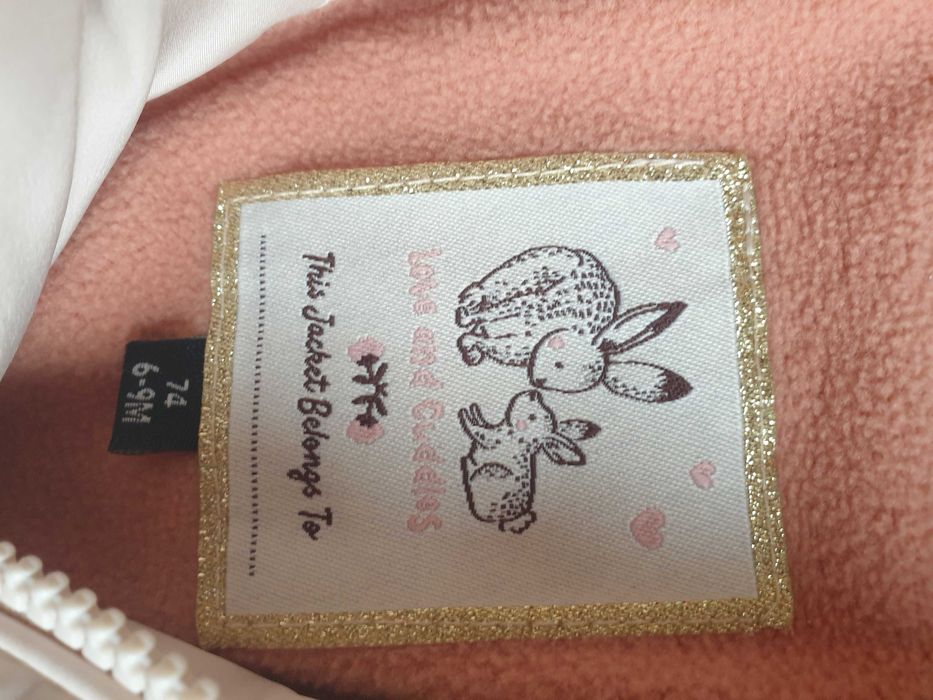 Love and Cuddles
This Jacket Belongs To
74
6-9M